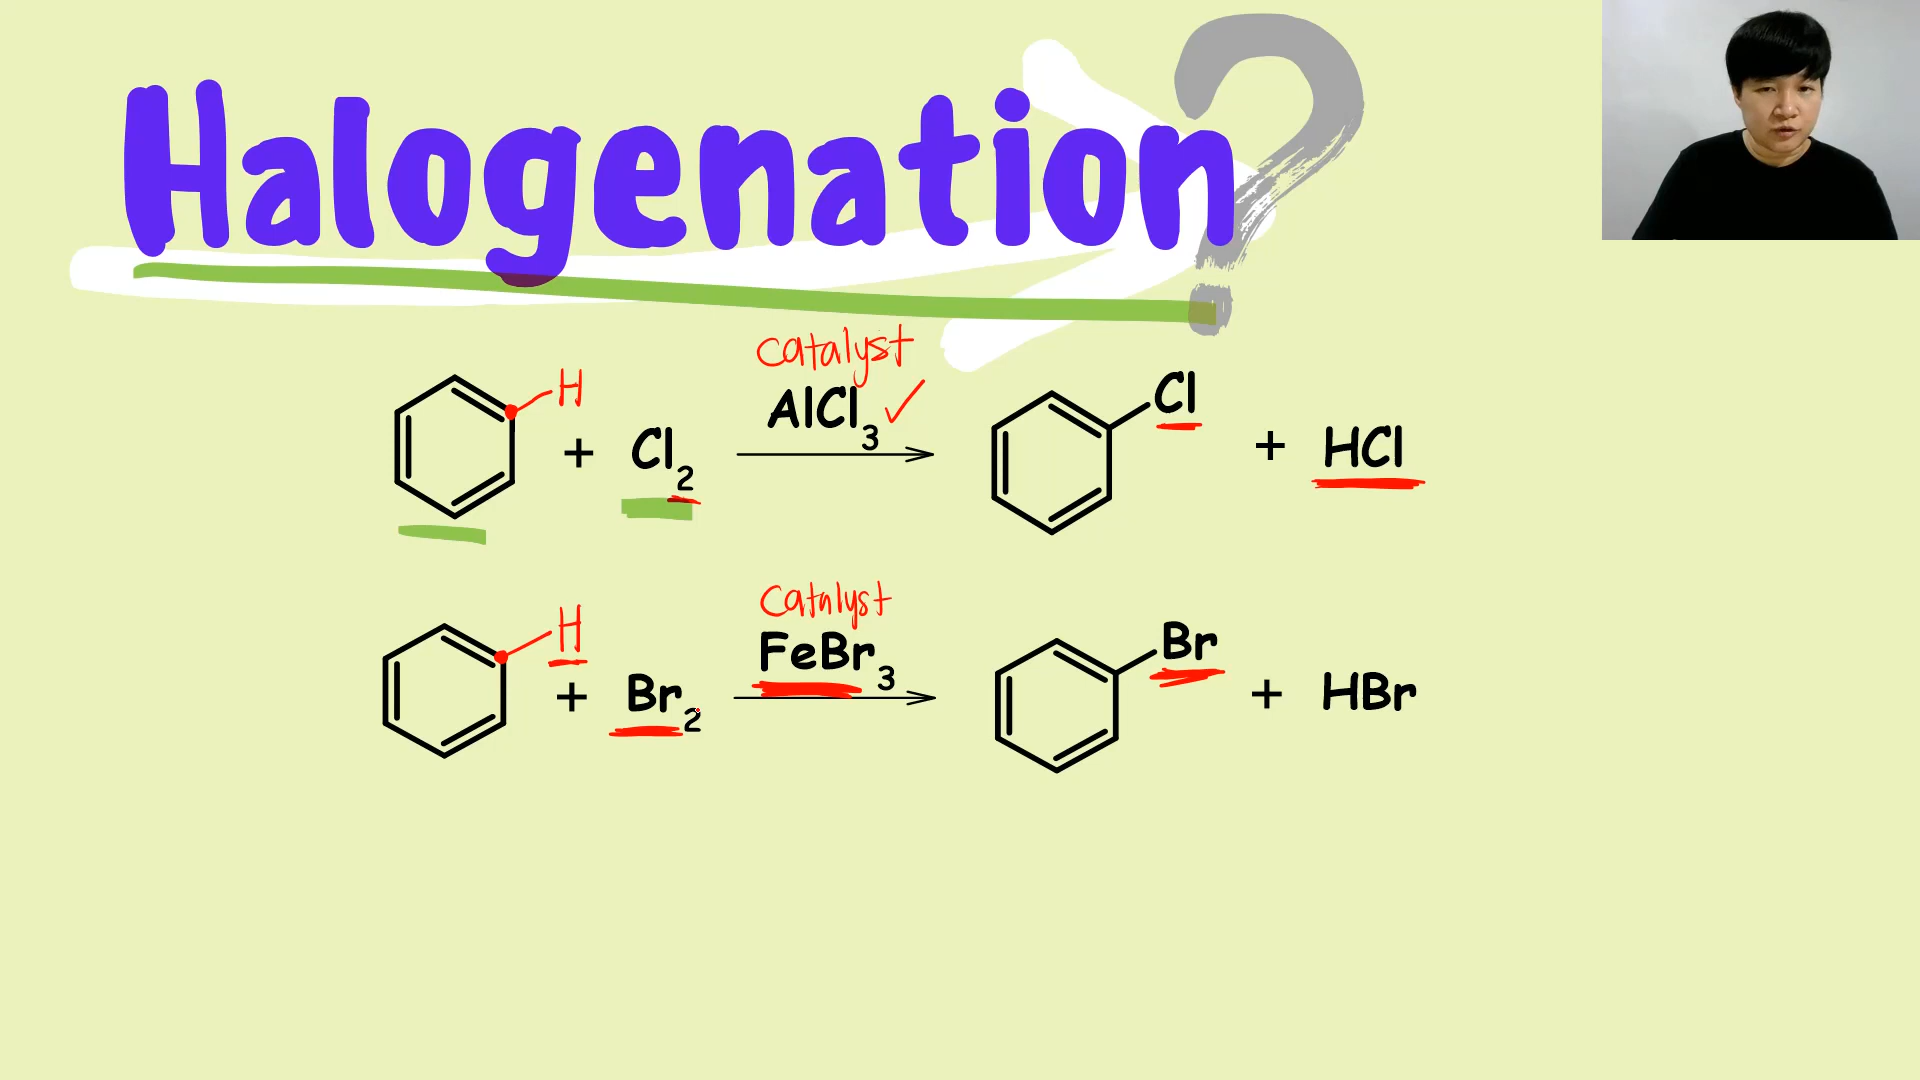 Halogenation?
catalyst
H + Cl₂ AlCl₃ ✓ Cl + HCl
Catalyst
H + Br₂ FeBr₃ Br + HBr